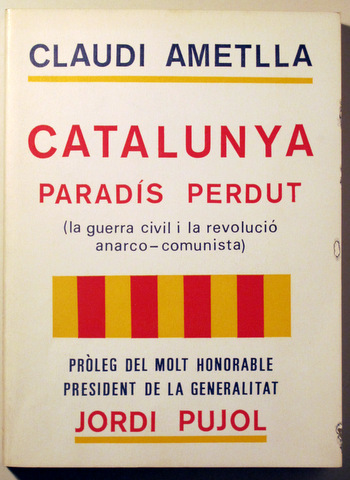 CLAUDI AMETLLA
CATALUNYA
PARADÍS PERDUT
(la guerra civil i la revolució
anarco-comunista)
PRÒLEG DEL MOLT HONORABLE
PRESIDENT DE LA GENERALITAT
JORDI PUJOL